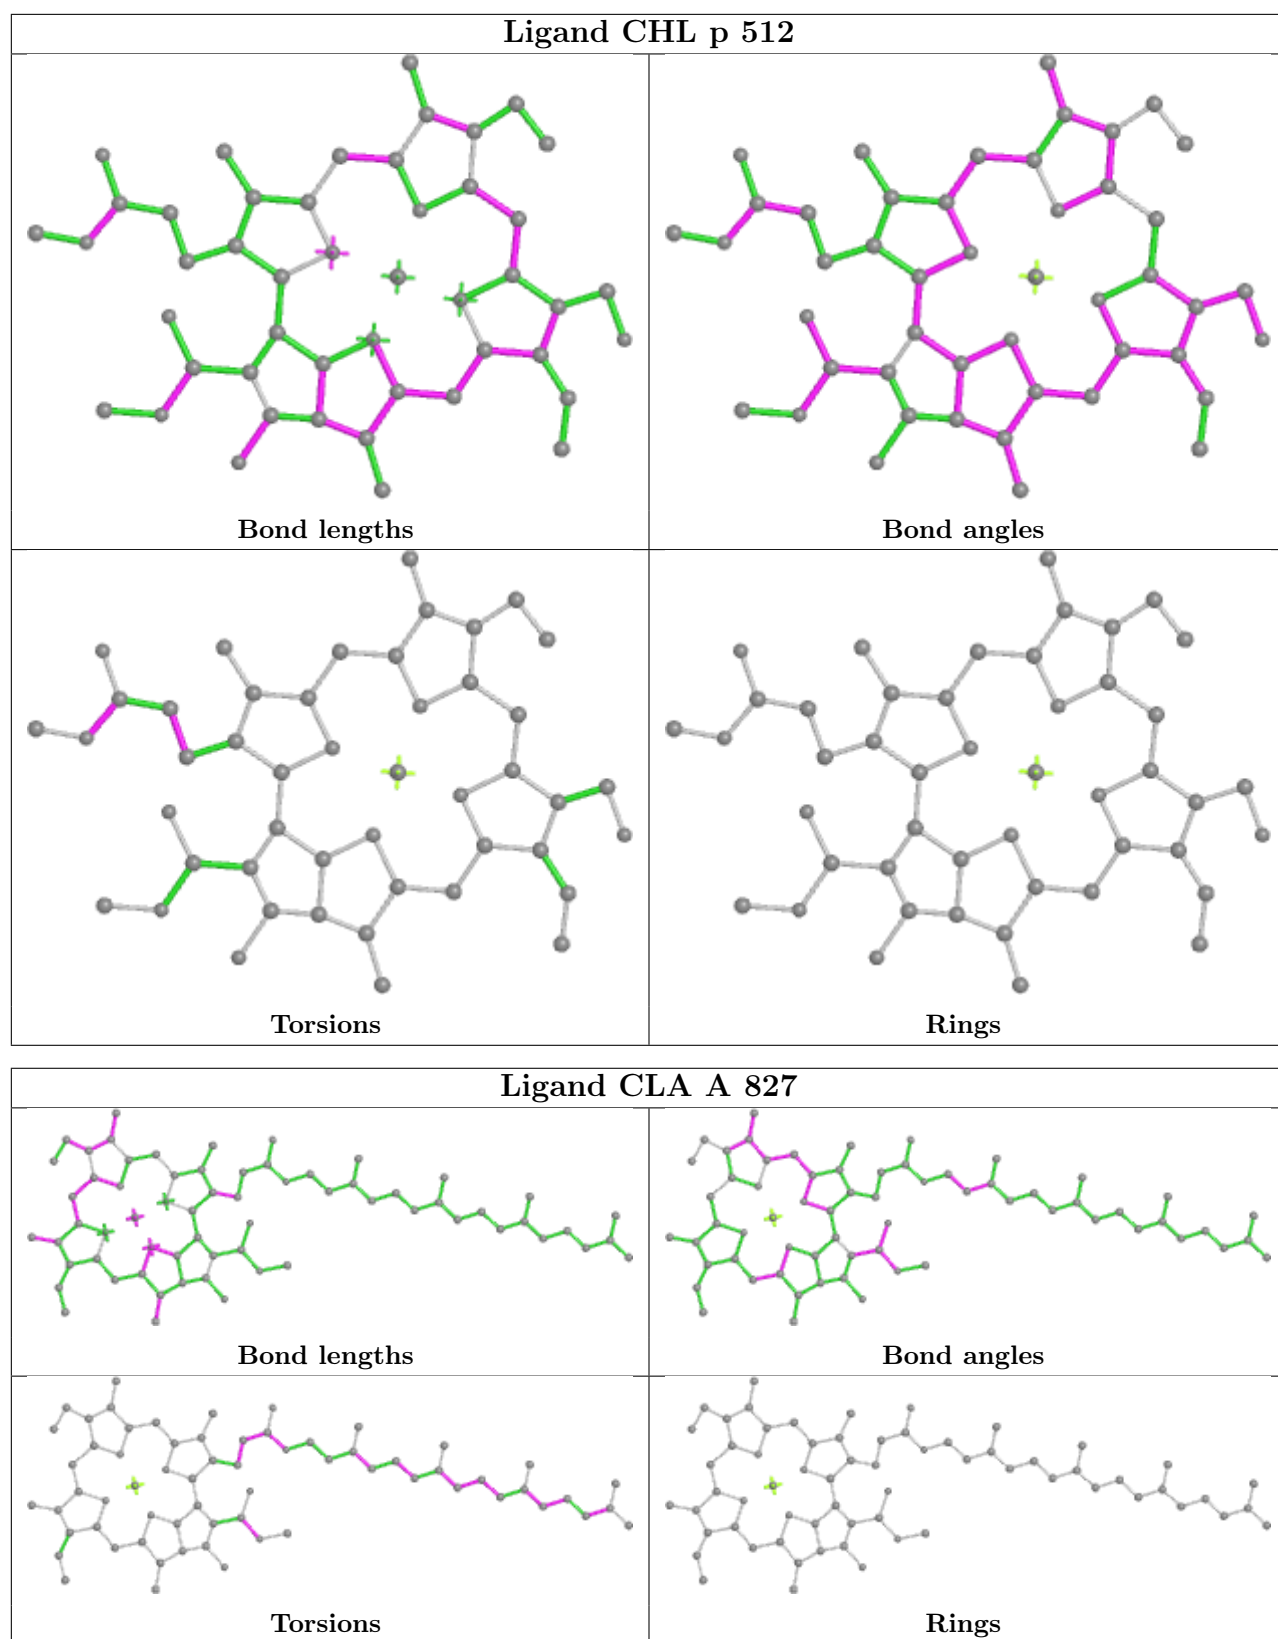 Ligand CHL p 512
Bond lengths
Bond angles
Torsions
Rings
Ligand CLA A 827
Bond lengths
Bond angles
Torsions
Rings